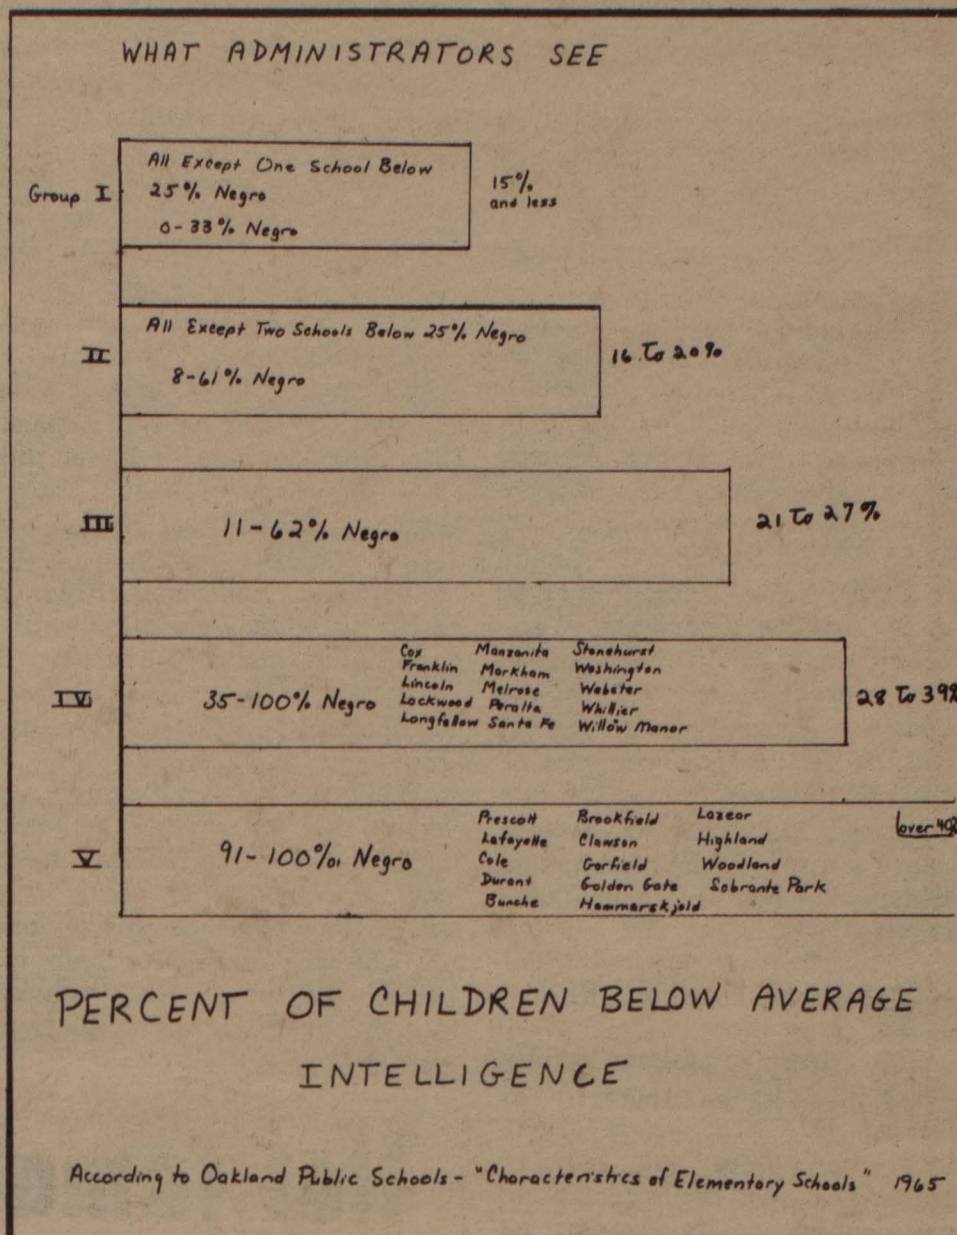 WHAT ADMINISTRATORS SEE
Group I
All Except One School Below
25% Negro
0-33% Negro
15%
and less
II
All Except Two Schools Below 25% Negro
8-61% Negro
16 To 20%
III
11-62% Negro
21 To 27%
IV
35-100% Negro
Cox Manzanita Stonehurst
Franklin Markham Washington
Lincoln Melrose Webster
Lockwood Peralta Whillier
Longfellow Santa Fe Willow Manor
28 To 39%
V
91-100% Negro
Prescott Brookfield Lazear
Lafayette Clawson Highland
Cole Garfield Woodland
Durant Golden Gate Sobrante Park
Bunche Hammarskjold
over 40%
PERCENT OF CHILDREN BELOW AVERAGE
INTELLIGENCE
According to Oakland Public Schools - "Characteristics of Elementary Schools" 1965